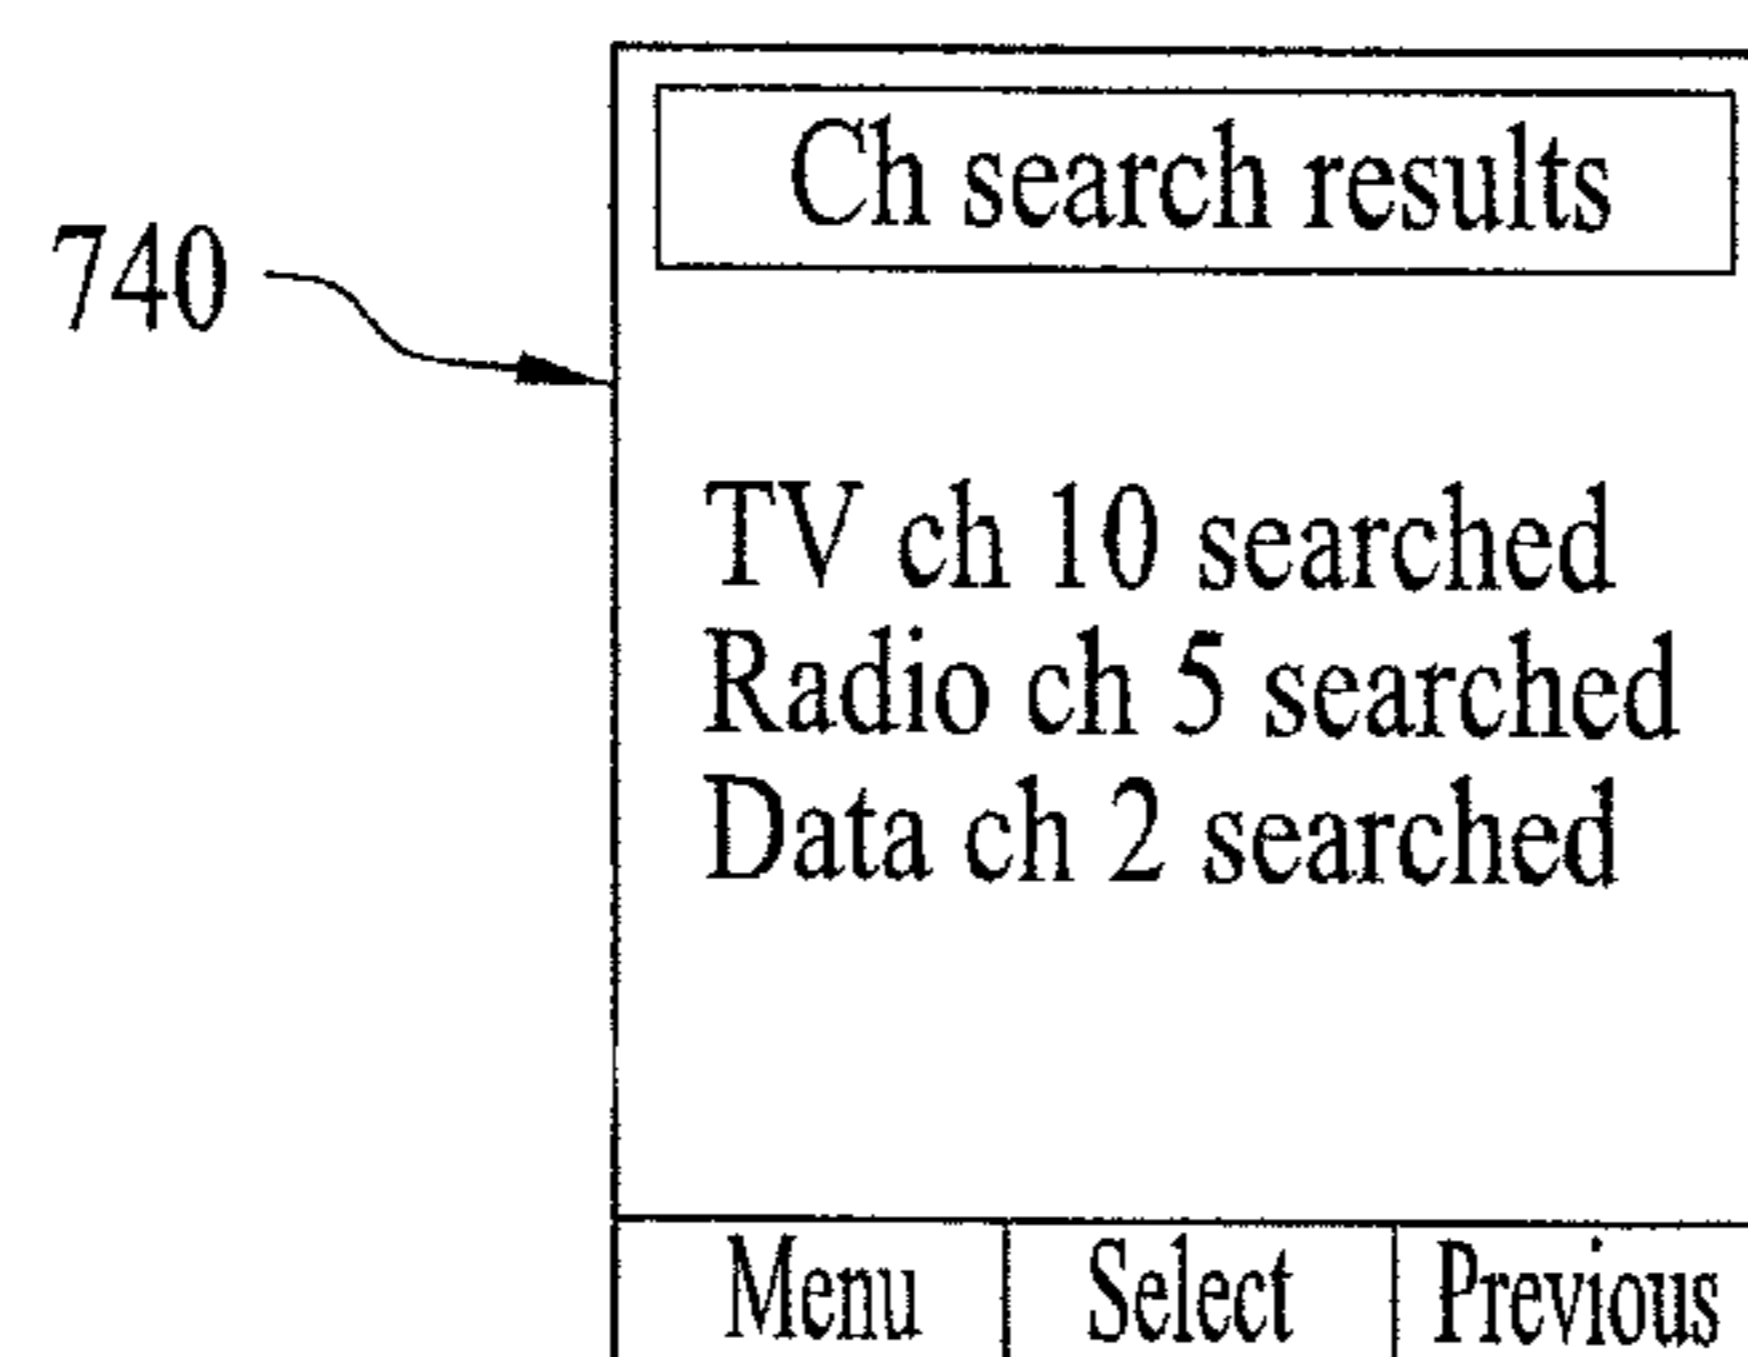 Ch search results
740
TV ch 10 searched
Radio ch 5 searched
Data ch 2 searched
Menu Select Previous